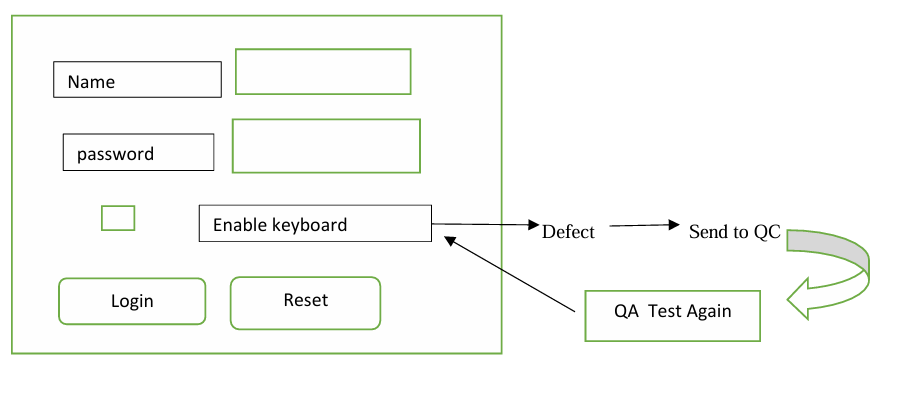 Name
password
Enable keyboard
Defect
Send to QC
Login
Reset
QA Test Again